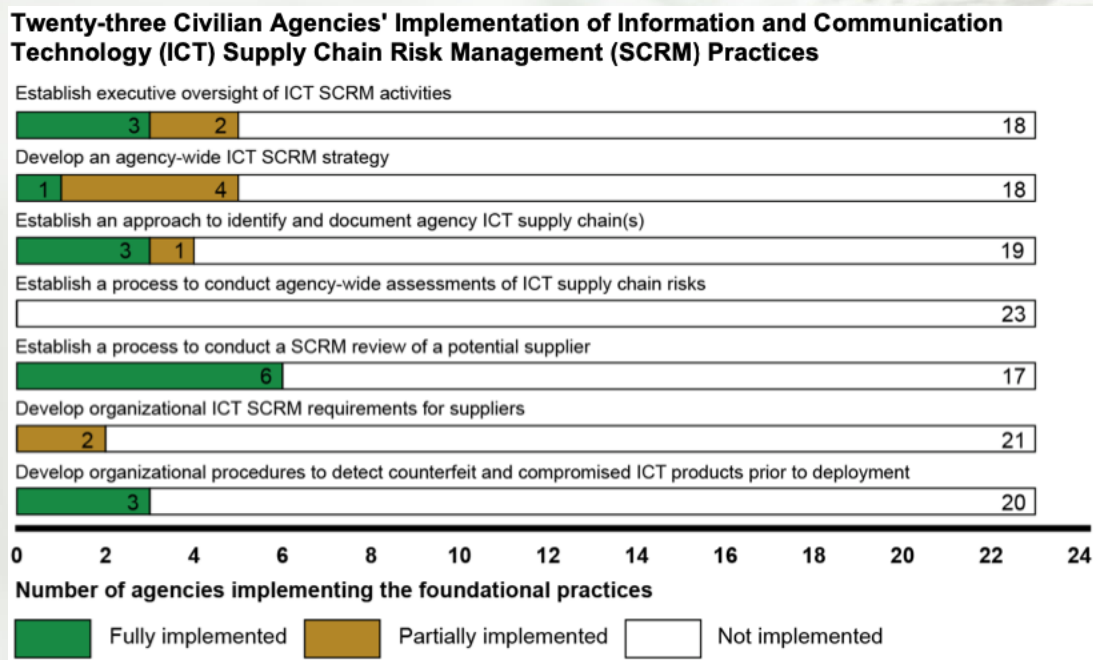 Twenty-three Civilian Agencies' Implementation of Information and Communication
Technology (ICT) Supply Chain Risk Management (SCRM) Practices
Establish executive oversight of ICT SCRM activities
3 2 18
Develop an agency-wide ICT SCRM strategy
1 4 18
Establish an approach to identify and document agency ICT supply chain(s)
3 1 19
Establish a process to conduct agency-wide assessments of ICT supply chain risks
23
Establish a process to conduct a SCRM review of a potential supplier
6 17
Develop organizational ICT SCRM requirements for suppliers
2 21
Develop organizational procedures to detect counterfeit and compromised ICT products prior to deployment
3 20
0 2 4 6 8 10 12 14 16 18 20 22 24
Number of agencies implementing the foundational practices
Fully implemented Partially implemented Not implemented